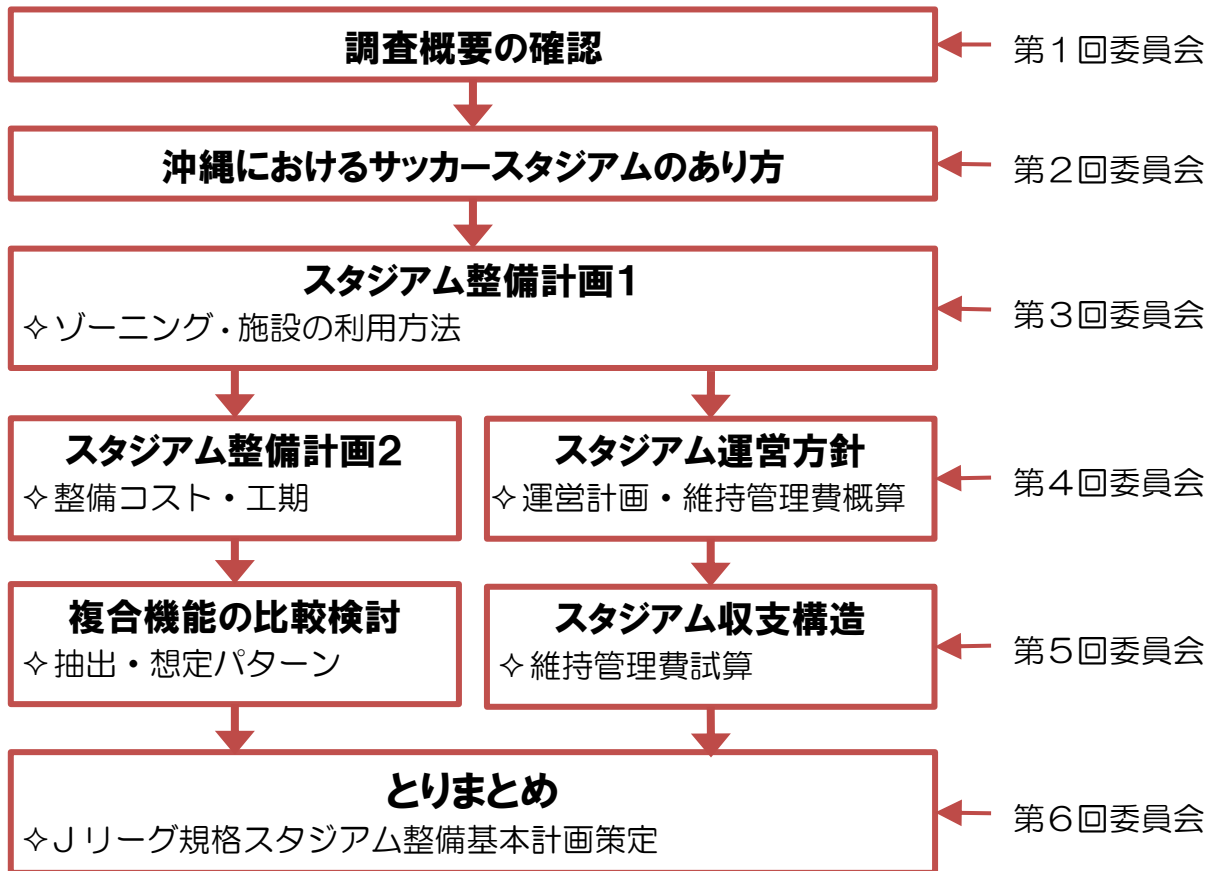 調査概要の確認
第1回委員会
沖縄におけるサッカースタジアムのあり方
第2回委員会
スタジアム整備計画1
✧ゾーニング・施設の利用方法
第3回委員会
スタジアム整備計画2
✧整備コスト・工期
スタジアム運営方針
✧運営計画・維持管理費概算
第4回委員会
複合機能の比較検討
✧抽出・想定パターン
スタジアム収支構造
✧維持管理費試算
第5回委員会
とりまとめ
✧Jリーグ規格スタジアム整備基本計画策定
第6回委員会